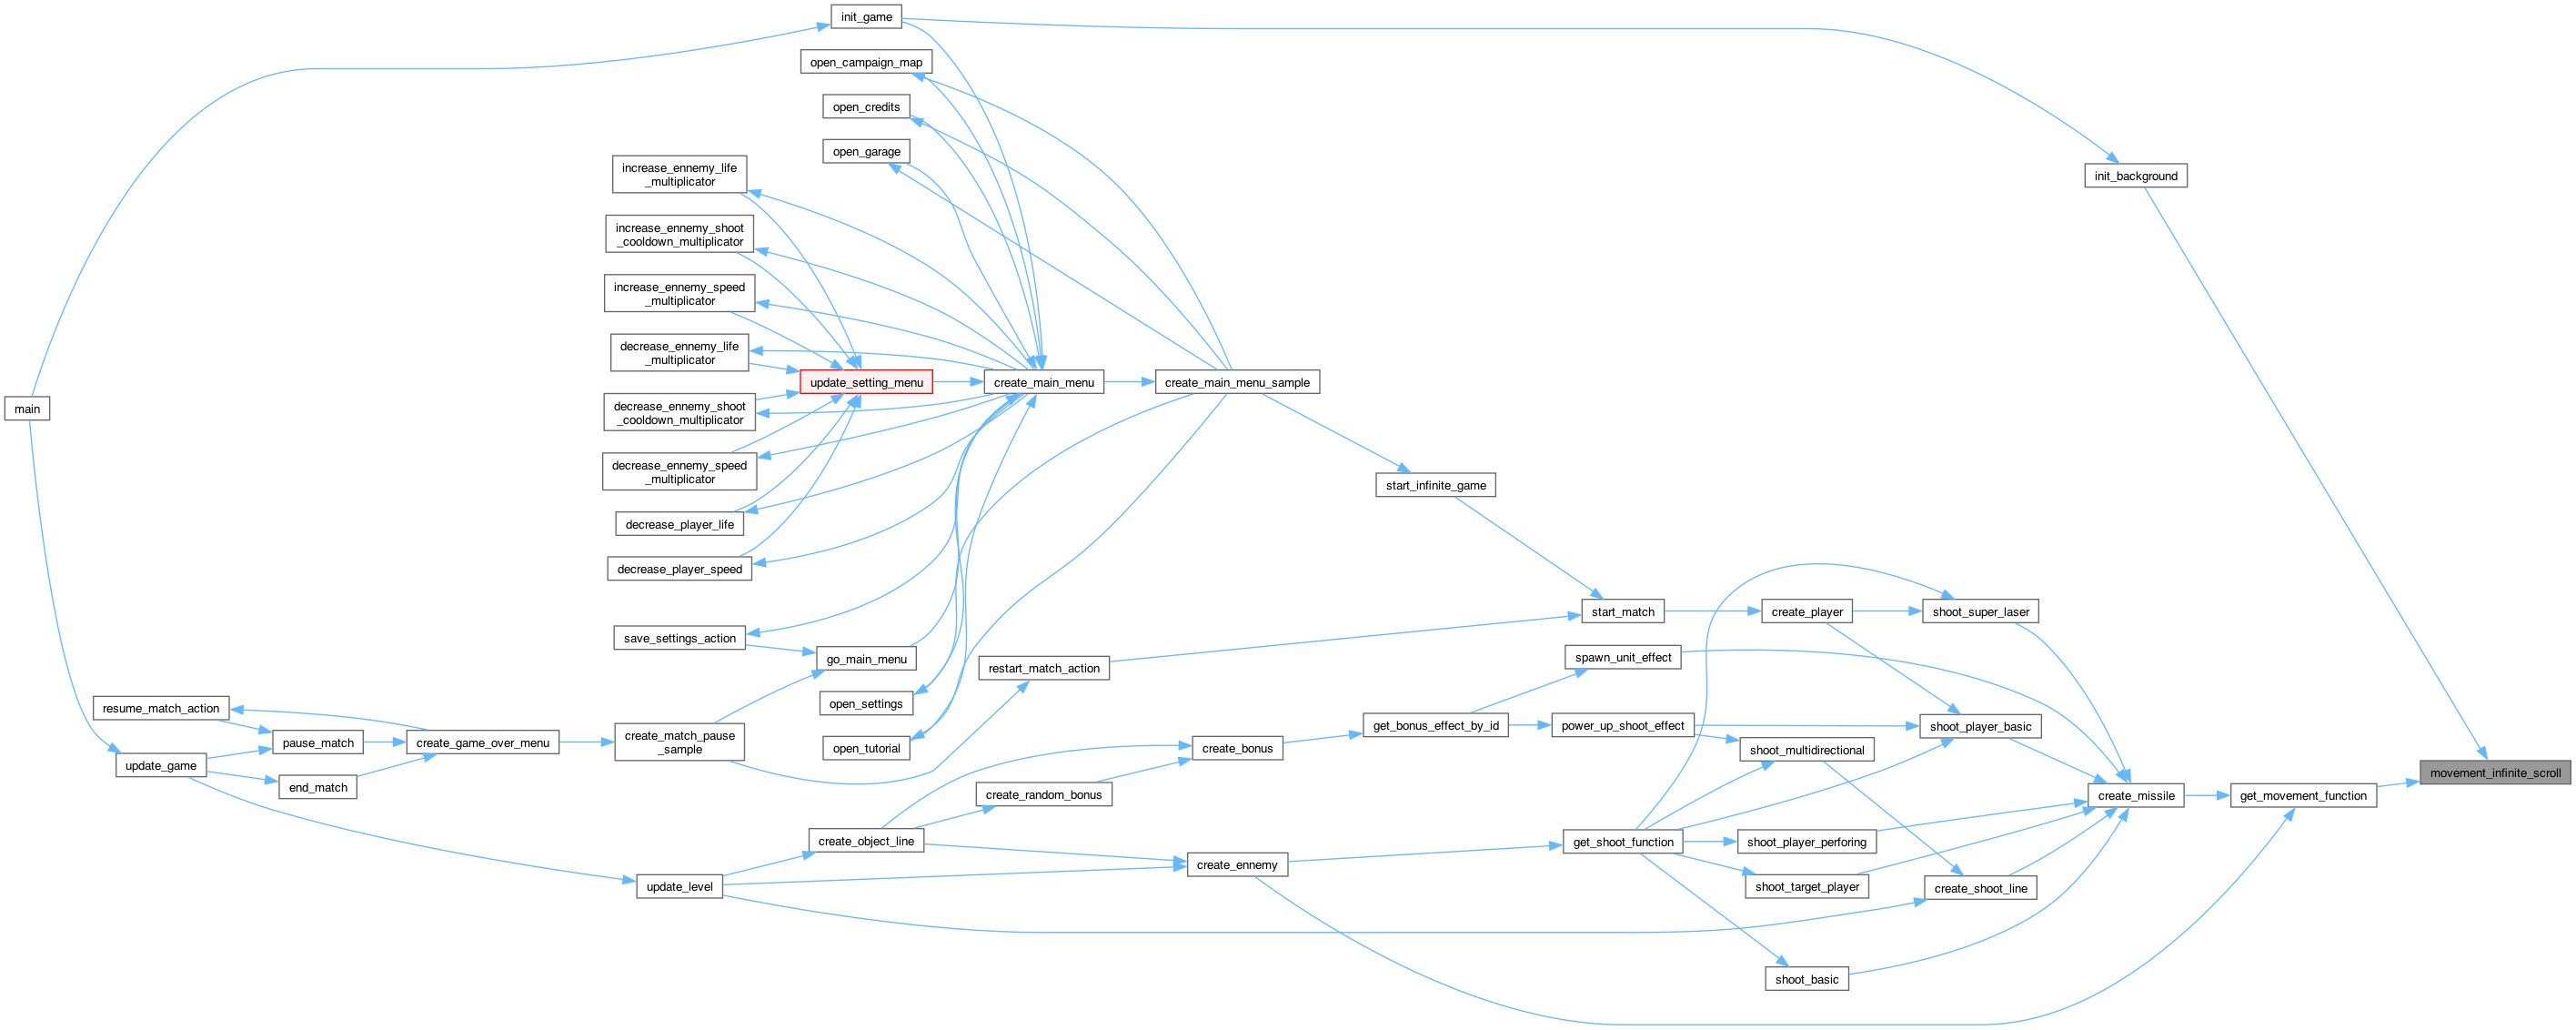 init_game
open_campaign_map
open_credits
open_garage
increase_ennemy_life
_multiplicator
init_background
increase_ennemy_shoot
_cooldown_multiplicator
increase_ennemy_speed
_multiplicator
decrease_ennemy_life
_multiplicator
update_setting_menu
create_main_menu
create_main_menu_sample
main
decrease_ennemy_shoot
_cooldown_multiplicator
decrease_ennemy_speed
_multiplicator
start_infinite_game
decrease_player_life
decrease_player_speed
start_match
create_player
shoot_super_laser
save_settings_action
go_main_menu
restart_match_action
spawn_unit_effect
open_settings
resume_match_action
get_bonus_effect_by_id
power_up_shoot_effect
shoot_player_basic
pause_match
create_game_over_menu
create_match_pause
_sample
open_tutorial
create_bonus
shoot_multidirectional
update_game
movement_infinite_scroll
end_match
create_random_bonus
create_missile
get_movement_function
create_object_line
get_shoot_function
shoot_player_perforing
create_ennemy
update_level
shoot_target_player
create_shoot_line
shoot_basic